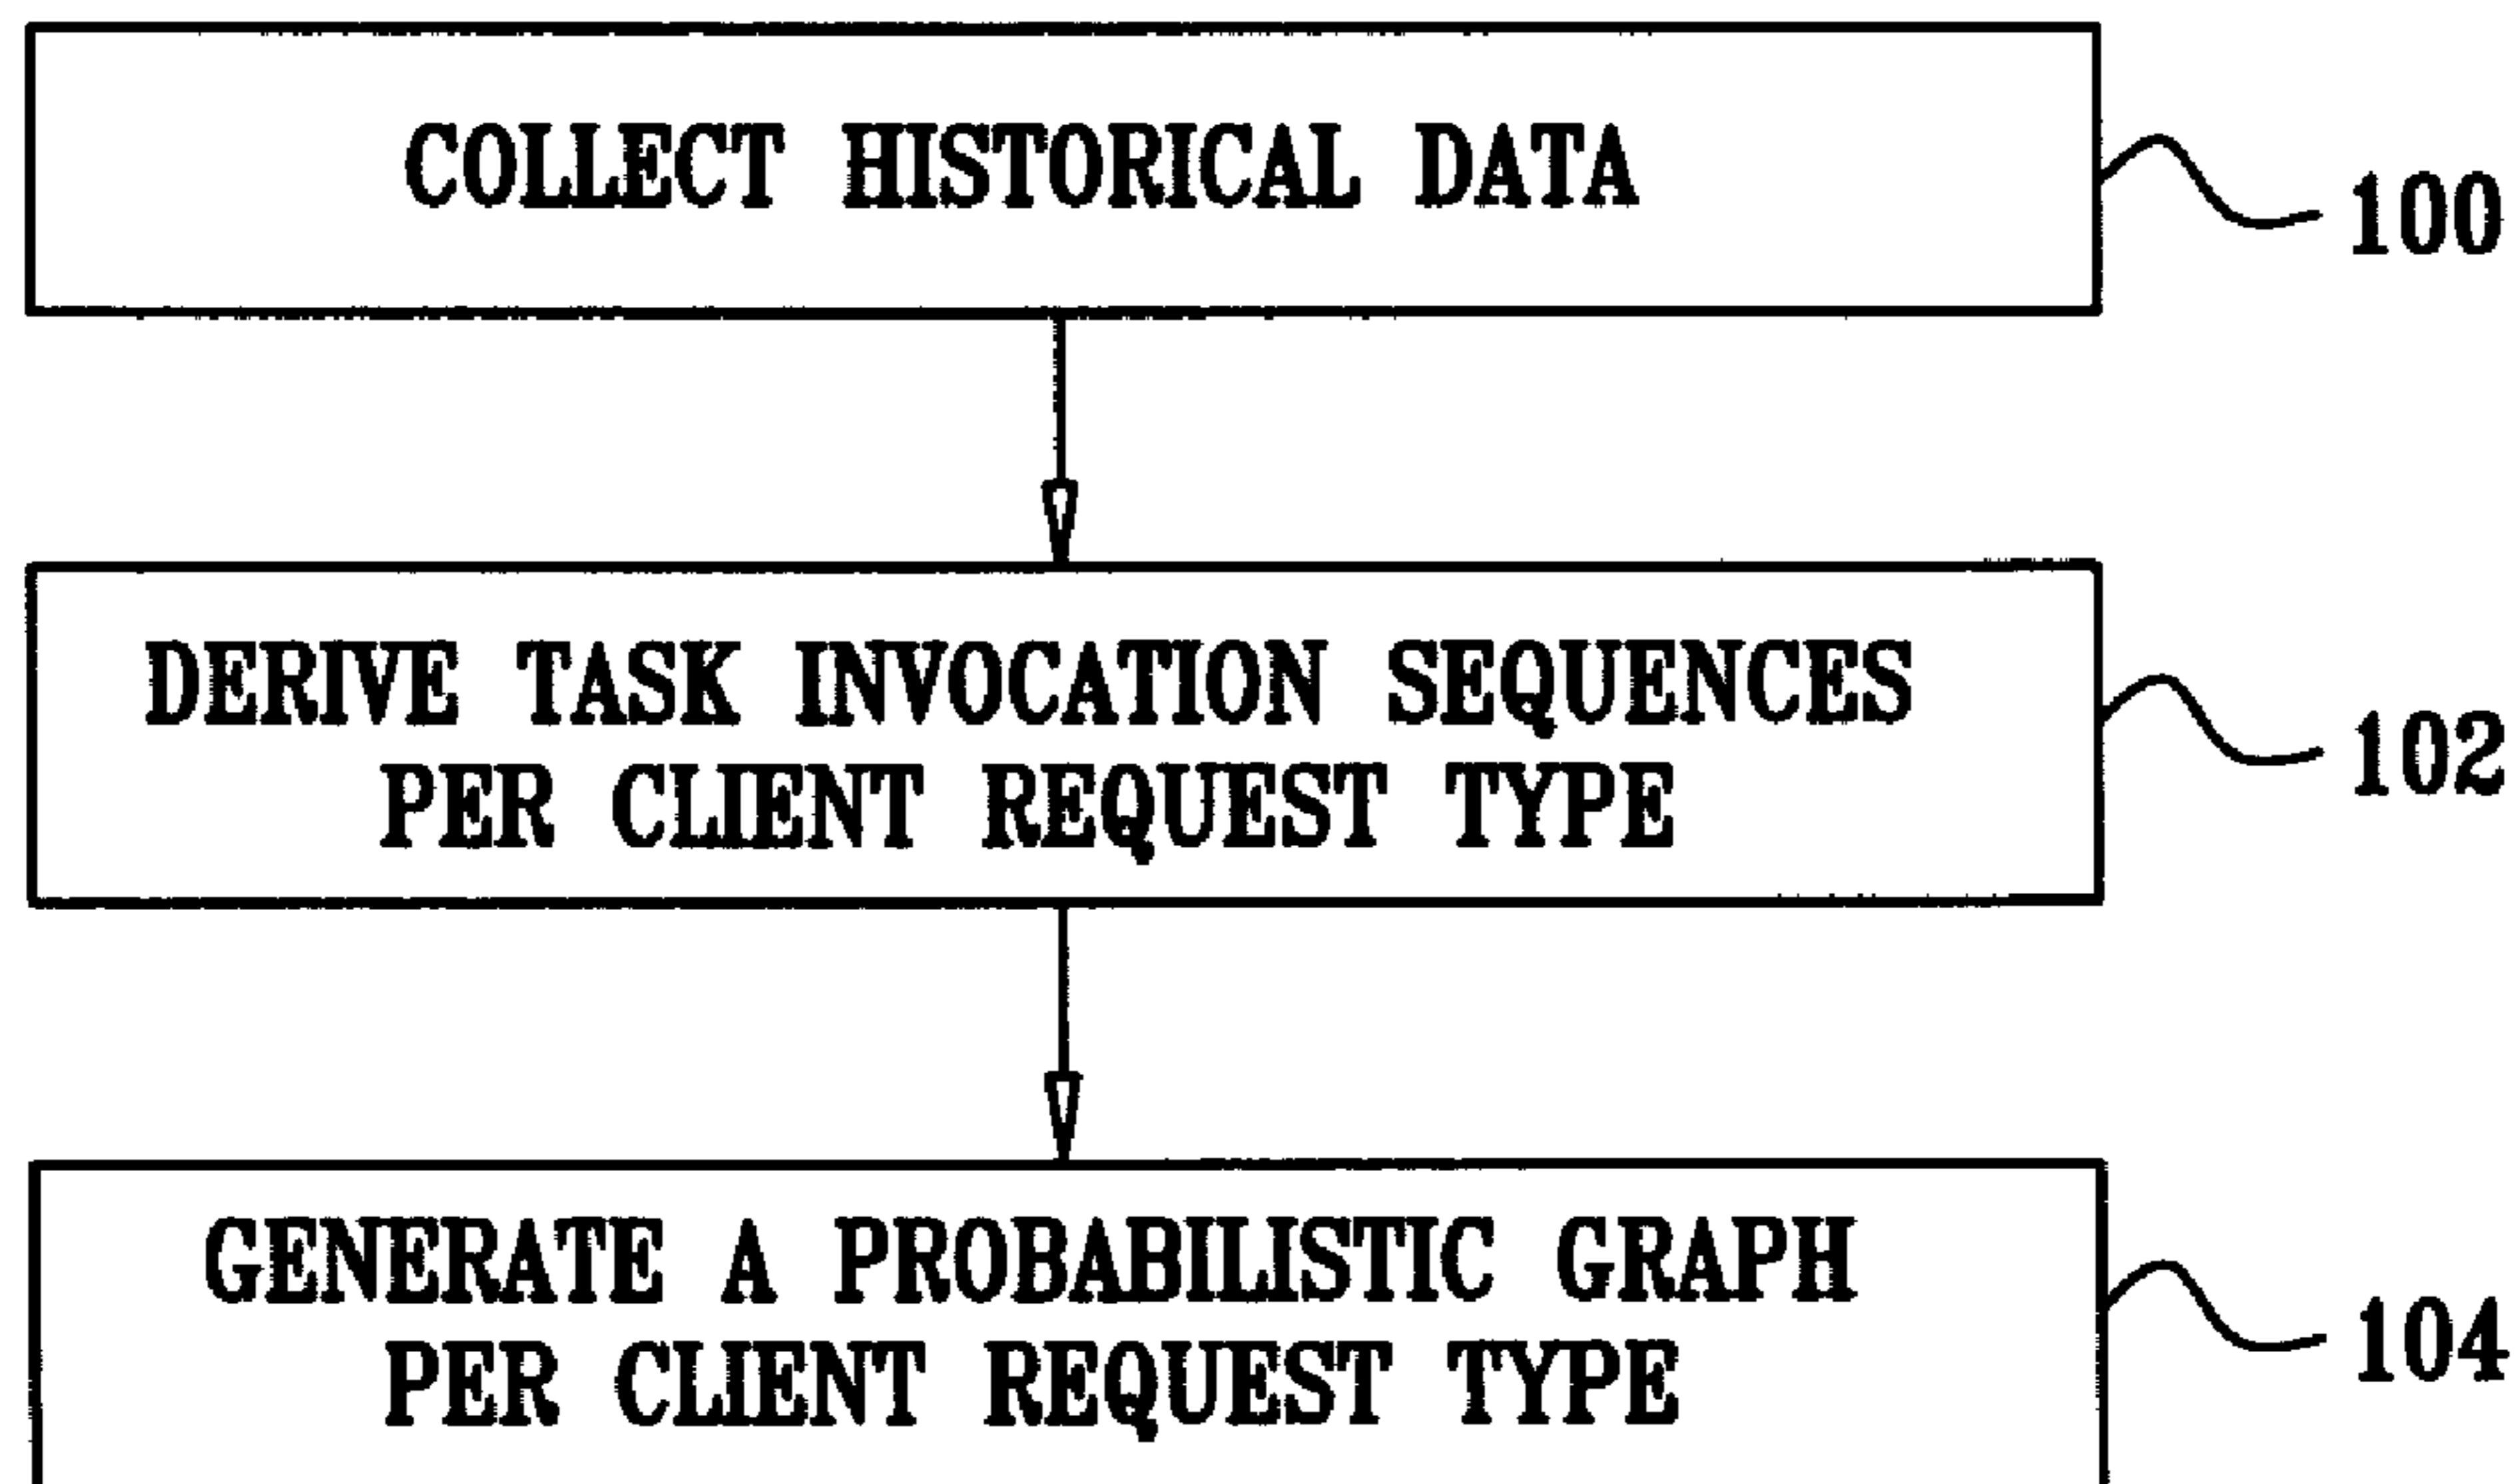 COLLECT HISTORICAL DATA
100
DERIVE TASK INVOCATION SEQUENCES
PER CLIENT REQUEST TYPE
102
GENERATE A PROBABILISTIC GRAPH
PER CLIENT REQUEST TYPE
104